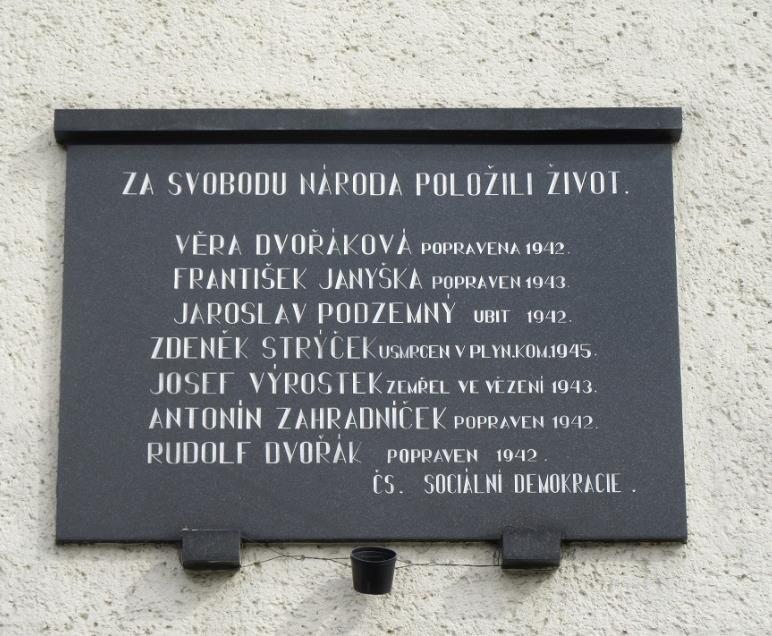 ZA SVOBODU NÁRODA POLOŽILI ŽIVOT.
VĚRA DVOŘÁKOVÁ POPRAVENA 1942.
FRANTIŠEK JANYŠKA POPRAVEN 1943.
JAROSLAV PODZEMNÝ UBIT 1942.
ZDENĚK STRÝČEK USMRCEN V PLYN.KOM.1945.
JOSEF VÝROSTEK ZEMŘEL VE VĚZENÍ 1943.
ANTONÍN ZAHRADNÍČEK POPRAVEN 1942.
RUDOLF DVOŘÁK POPRAVEN 1942.
ČS. SOCIÁLNÍ DEMOKRACIE.